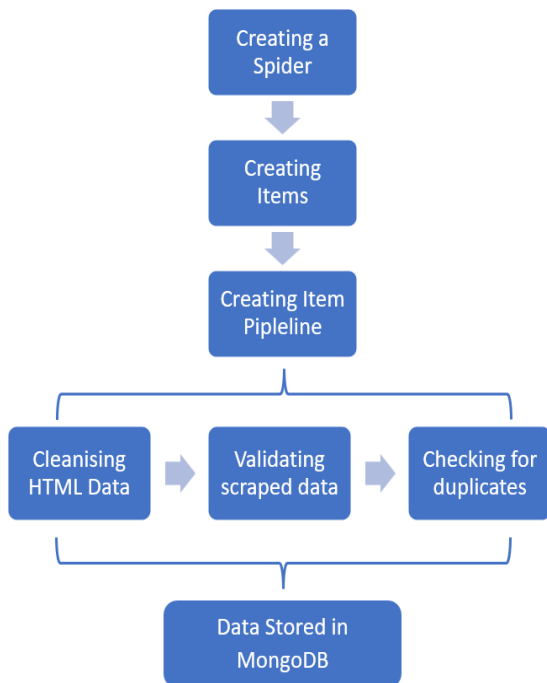 Creating a
Spider
Creating
Items
Creating Item
Pipleline
Cleanising
HTML Data
Validating
scraped data
Checking for
duplicates
Data Stored in
MongoDB